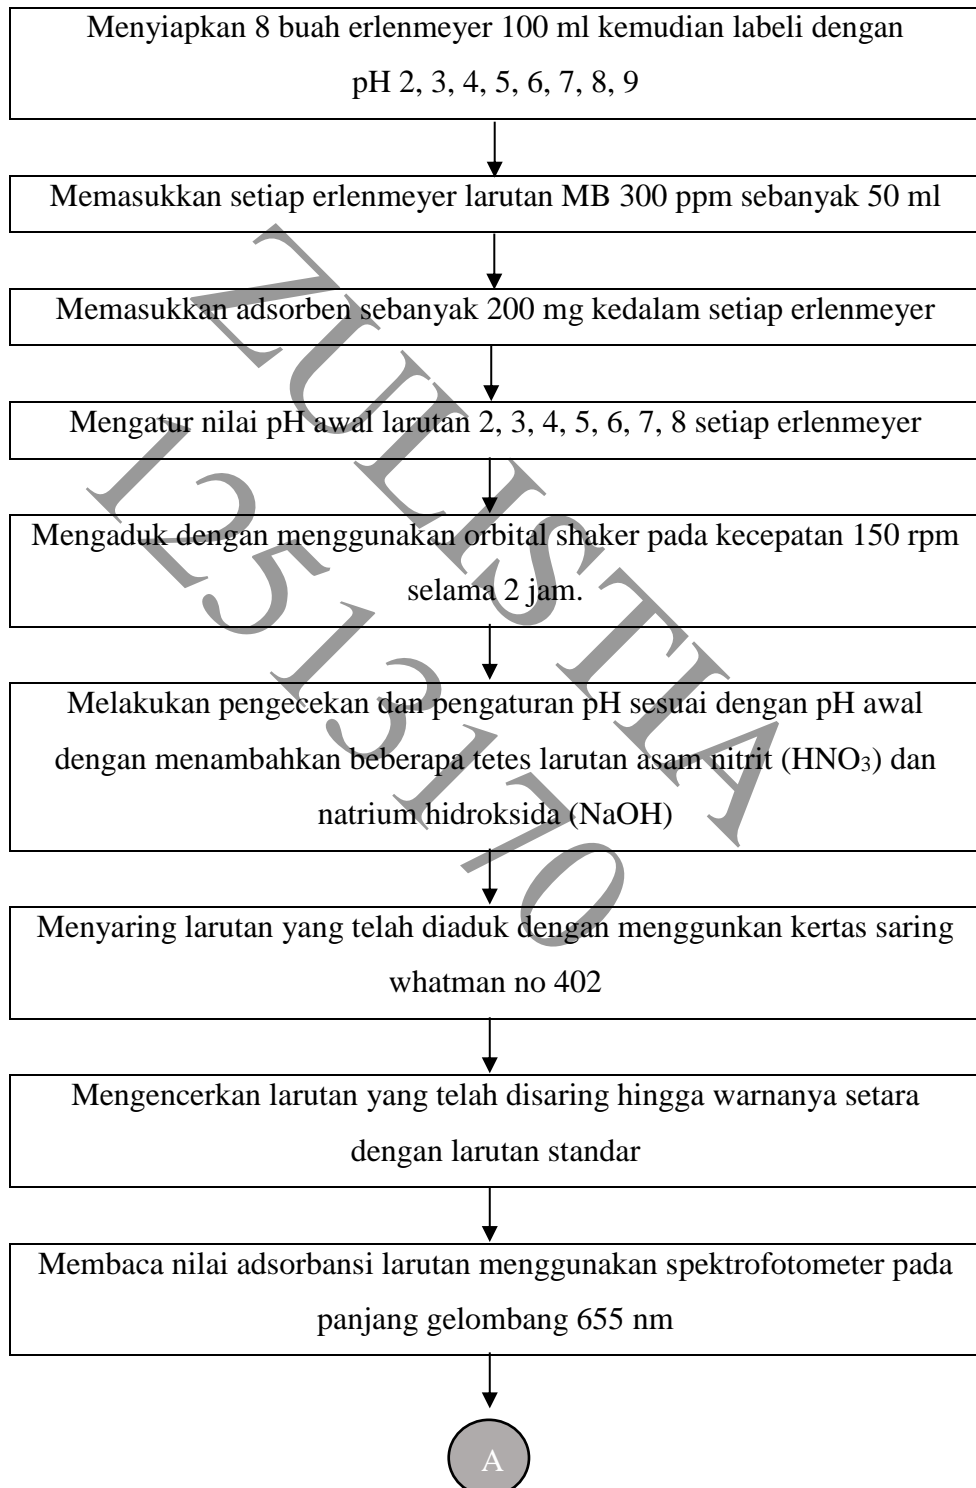 Menyiapkan 8 buah erlenmeyer 100 ml kemudian labeli dengan
pH 2, 3, 4, 5, 6, 7, 8, 9
Memasukkan setiap erlenmeyer larutan MB 300 ppm sebanyak 50 ml
Memasukkan adsorben sebanyak 200 mg kedalam setiap erlenmeyer
Mengatur nilai pH awal larutan 2, 3, 4, 5, 6, 7, 8 setiap erlenmeyer
Mengaduk dengan menggunakan orbital shaker pada kecepatan 150 rpm
selama 2 jam.
Melakukan pengecekan dan pengaturan pH sesuai dengan pH awal
dengan menambahkan beberapa tetes larutan asam nitrit (HNO₃) dan
natrium hidroksida (NaOH)
Menyaring larutan yang telah diaduk dengan menggunkan kertas saring
whatman no 402
Mengencerkan larutan yang telah disaring hingga warnanya setara
dengan larutan standar
Membaca nilai adsorbansi larutan menggunakan spektrofotometer pada
panjang gelombang 655 nm
A
ZULISTIA
12513170